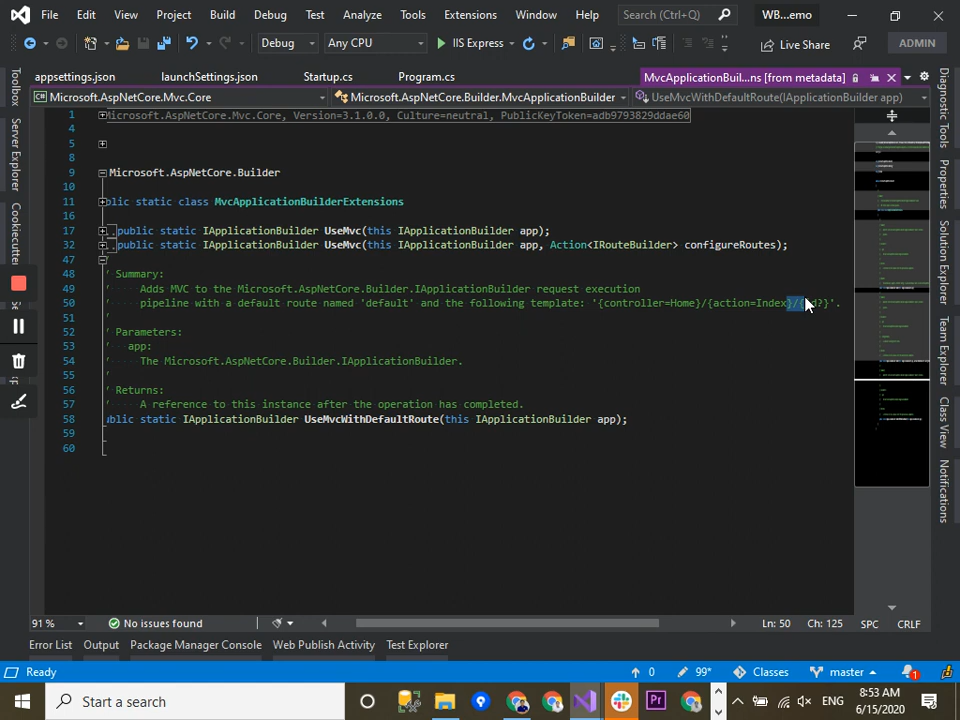 File Edit View Project Build Debug Test Analyze Tools Extensions Window Help Search (Ctrl+Q) WB...emo
Debug Any CPU IIS Express Live Share ADMIN
appsettings.json launchSettings.json Startup.cs Program.cs MvcApplicationBuil...ns [from metadata]
Microsoft.AspNetCore.Mvc.Core Microsoft.AspNetCore.Builder.MvcApplicationBuilder UseMvcWithDefaultRoute(IApplicationBuilder app)
Toolbox
Server Explorer
Cookiecutter
1 Microsoft.AspNetCore.Mvc.Core, Version=3.1.0.0, Culture=neutral, PublicKeyToken=adb9793829ddae60
4
5
8
9 Microsoft.AspNetCore.Builder
10
11 blic static class MvcApplicationBuilderExtensions
16
17 ...public static IApplicationBuilder UseMvc(this IApplicationBuilder app);
32 ...public static IApplicationBuilder UseMvc(this IApplicationBuilder app, Action<IRouteBuilder> configureRoutes);
47
48 / Summary:
49 / Adds MVC to the Microsoft.AspNetCore.Builder.IApplicationBuilder request execution
50 / pipeline with a default route named 'default' and the following template: '{controller=Home}/{action=Index}/{id?}'.
51
52 / Parameters:
53 / app:
54 / The Microsoft.AspNetCore.Builder.IApplicationBuilder.
55 /
56 / Returns:
57 / A reference to this instance after the operation has completed.
58 ublic static IApplicationBuilder UseMvcWithDefaultRoute(this IApplicationBuilder app);
59
60
Diagnostic Tools
Properties
Solution Explorer
Team Explorer
Class View
Notifications
91 % No issues found Ln: 50 Ch: 125 SPC CRLF
Error List Output Package Manager Console Web Publish Activity Test Explorer
Ready 0 99* Classes master 1
Start a search ENG 8:53 AM
6/15/2020